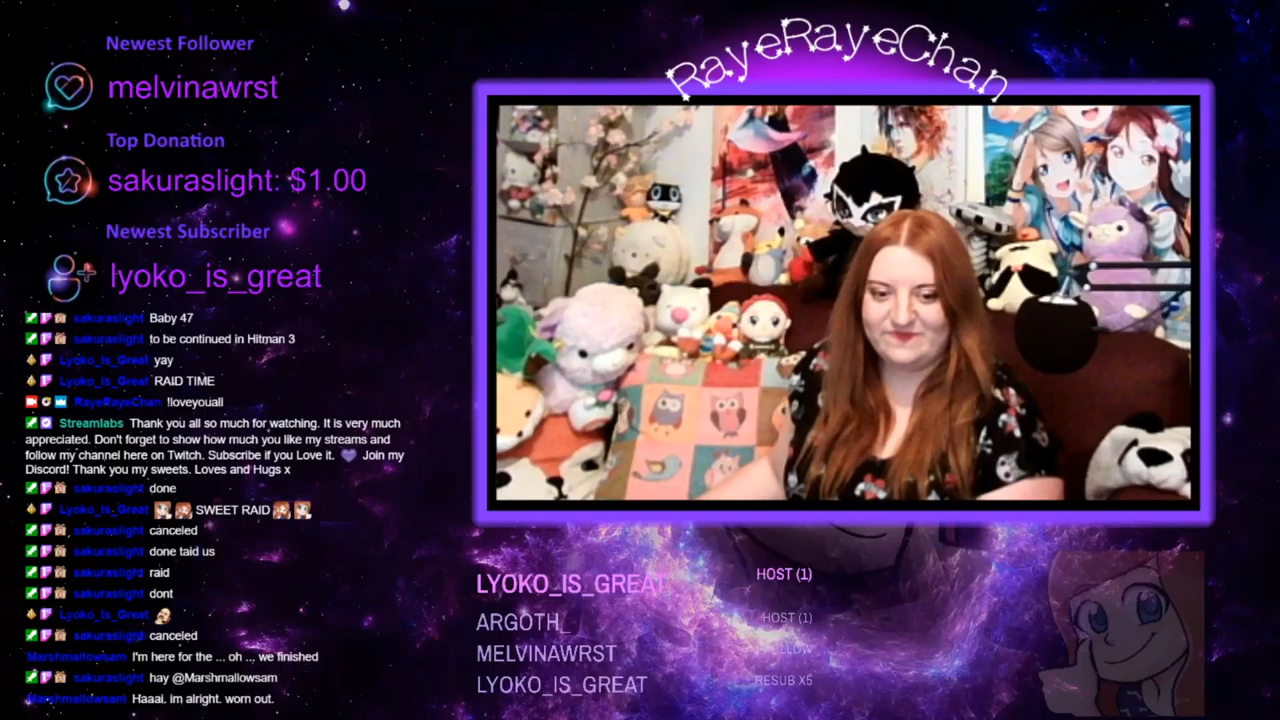 RayeRayeChan
Newest Follower
melvinawrst
Top Donation
sakuraslight: $1.00
Newest Subscriber
lyoko_is_great
sakuraslight Baby 47
sakuraslight to be continued in Hitman 3
Lyoko_Is_Great yay
Lyoko_Is_Great RAID TIME
RayeRayeChan !loveyouall
Streamlabs Thank you all so much for watching. It is very much
appreciated. Don't forget to show how much you like my streams and
follow my channel here on Twitch. Subscribe if you Love it. 💜 Join my
Discord! Thank you my sweets. Loves and Hugs x
sakuraslight done
Lyoko_Is_Great SWEET RAID
sakuraslight canceled
sakuraslight done taid us
sakuraslight raid
sakuraslight dont
Lyoko_Is_Great
sakuraslight canceled
Marshmallowsam I'm here for the ... oh ... we finished
sakuraslight hay @Marshmallowsam
Marshmallowsam Haaai, im alright. worn out.
LYOKO_IS_GREAT HOST (1)
ARGOTH_ HOST (1)
MELVINAWRST FOLLOW
LYOKO_IS_GREAT RESUB X5